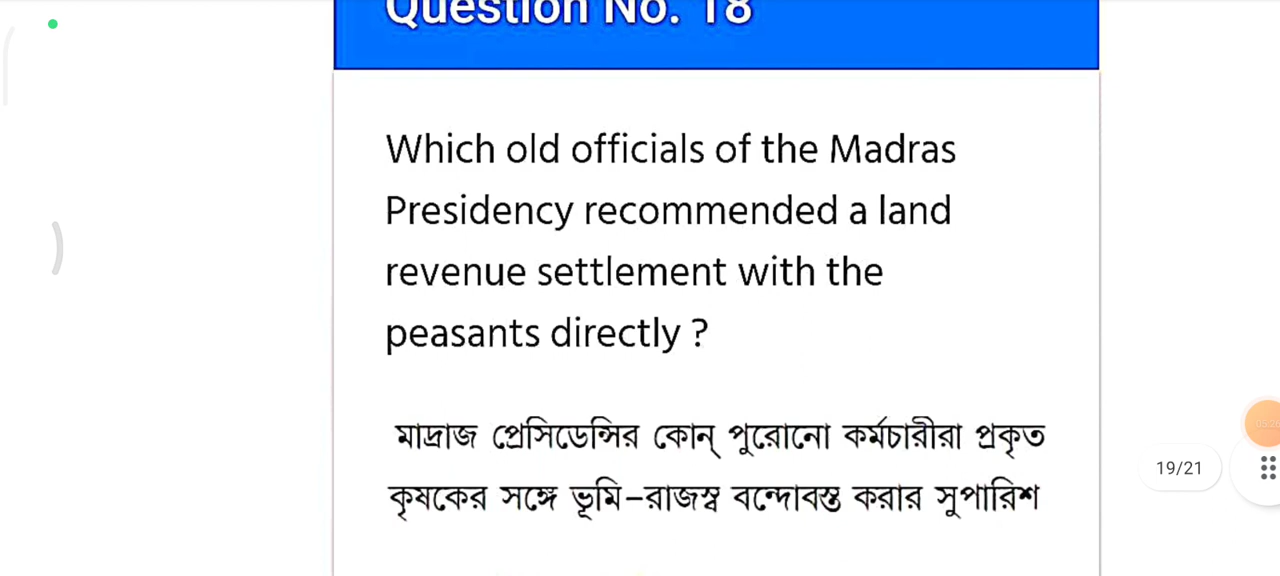 Question No. 18
Which old officials of the Madras
Presidency recommended a land
revenue settlement with the
peasants directly ?
মাদ্রাজ প্রেসিডেন্সির কোন্ পুরোনো কর্মচারীরা প্রকৃত
কৃষকের সঙ্গে ভূমি–রাজস্ব বন্দোবস্ত করার সুপারিশ
19/21